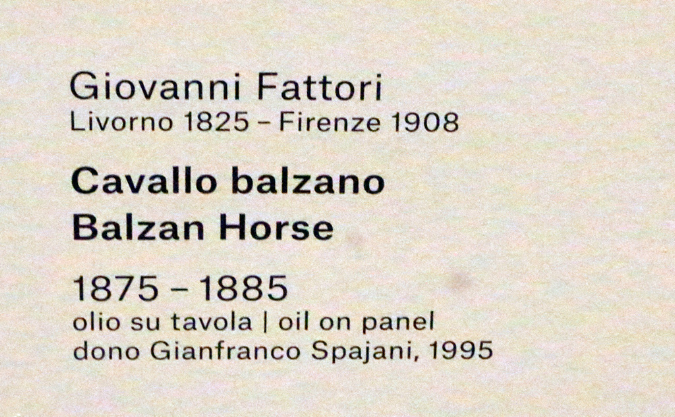 Giovanni Fattori
Livorno 1825 – Firenze 1908
Cavallo balzano
Balzan Horse
1875 – 1885
olio su tavola | oil on panel
dono Gianfranco Spajani, 1995